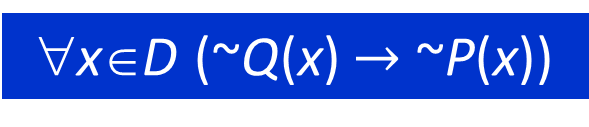 ∀x∈D (~Q(x) → ~P(x))